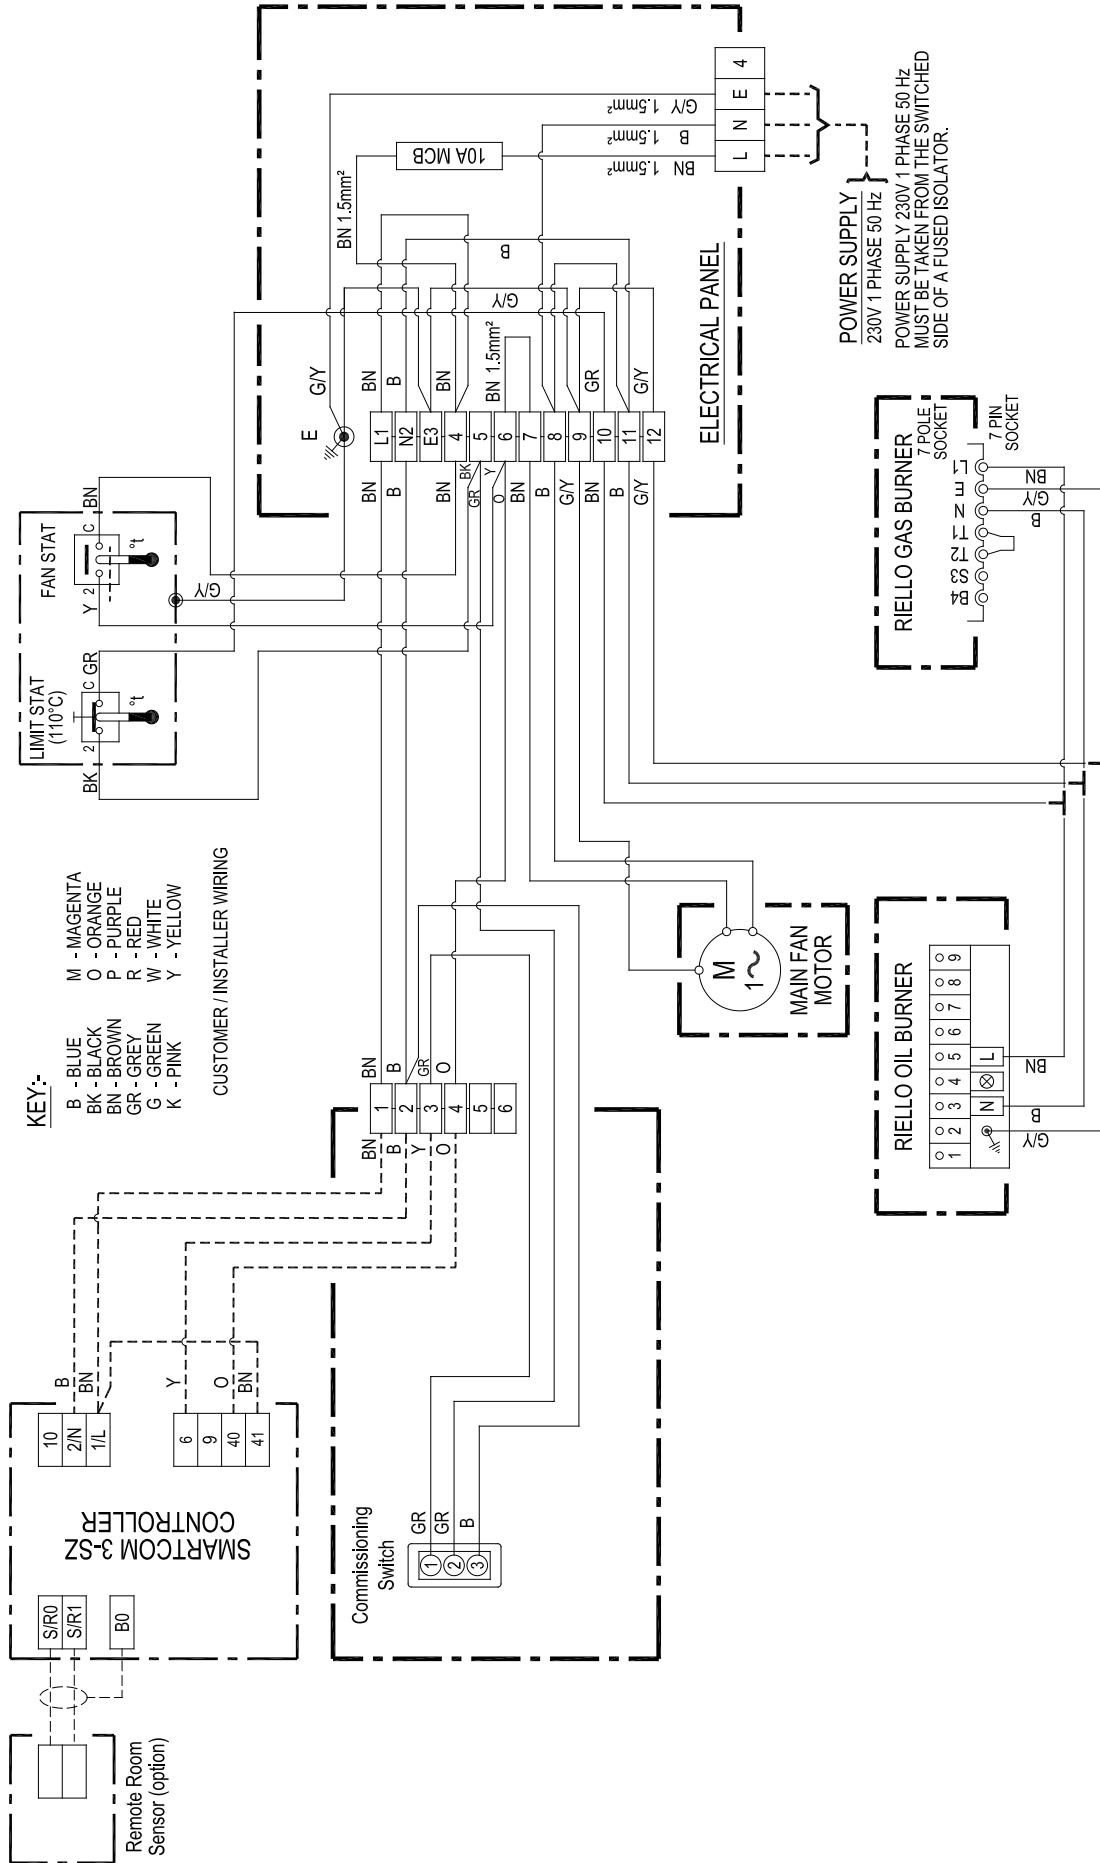 Remote Room
Sensor (option)
S/R0
S/R1
B0
SMARTCOM 3-SZ
CONTROLLER
10
2/N
1/L
6
9
40
41
B
BN
Y
O
BN
KEY:-
B - BLUE
BK - BLACK
BN - BROWN
GR - GREY
G - GREEN
K - PINK
M - MAGENTA
O - ORANGE
P - PURPLE
R - RED
W - WHITE
Y - YELLOW
CUSTOMER / INSTALLER WIRING
LIMIT STAT
(110°C)
BK
2
C
GR
°t
FAN STAT
Y
2
C
BN
°t
G/Y
Commissioning
Switch
1
2
3
GR
GR
B
BN
B
Y
O
1
2
3
4
5
6
BN
B
GR
O
E
G/Y
BN
B
BN
BK
GR
Y
O
BN
B
G/Y
BN
B
G/Y
L1
N2
E3
4
5
6
7
8
9
10
11
12
BN
B
BN
BN 1.5mm²
GR
G/Y
G/Y
B
BN 1.5mm²
10A MCB
BN 1.5mm²
B 1.5mm²
G/Y 1.5mm²
L
N
E
4
ELECTRICAL PANEL
POWER SUPPLY
230V 1 PHASE 50 Hz
POWER SUPPLY 230V 1 PHASE 50 Hz
MUST BE TAKEN FROM THE SWITCHED
SIDE OF A FUSED ISOLATOR.
M
1~
MAIN FAN
MOTOR
RIELLO OIL BURNER
1
2
3
4
5
6
7
8
9
N
L
G/Y
B
BN
RIELLO GAS BURNER
7 POLE
SOCKET
7 PIN
SOCKET
B4
S3
T2
T1
N
E
L1
B
G/Y
BN